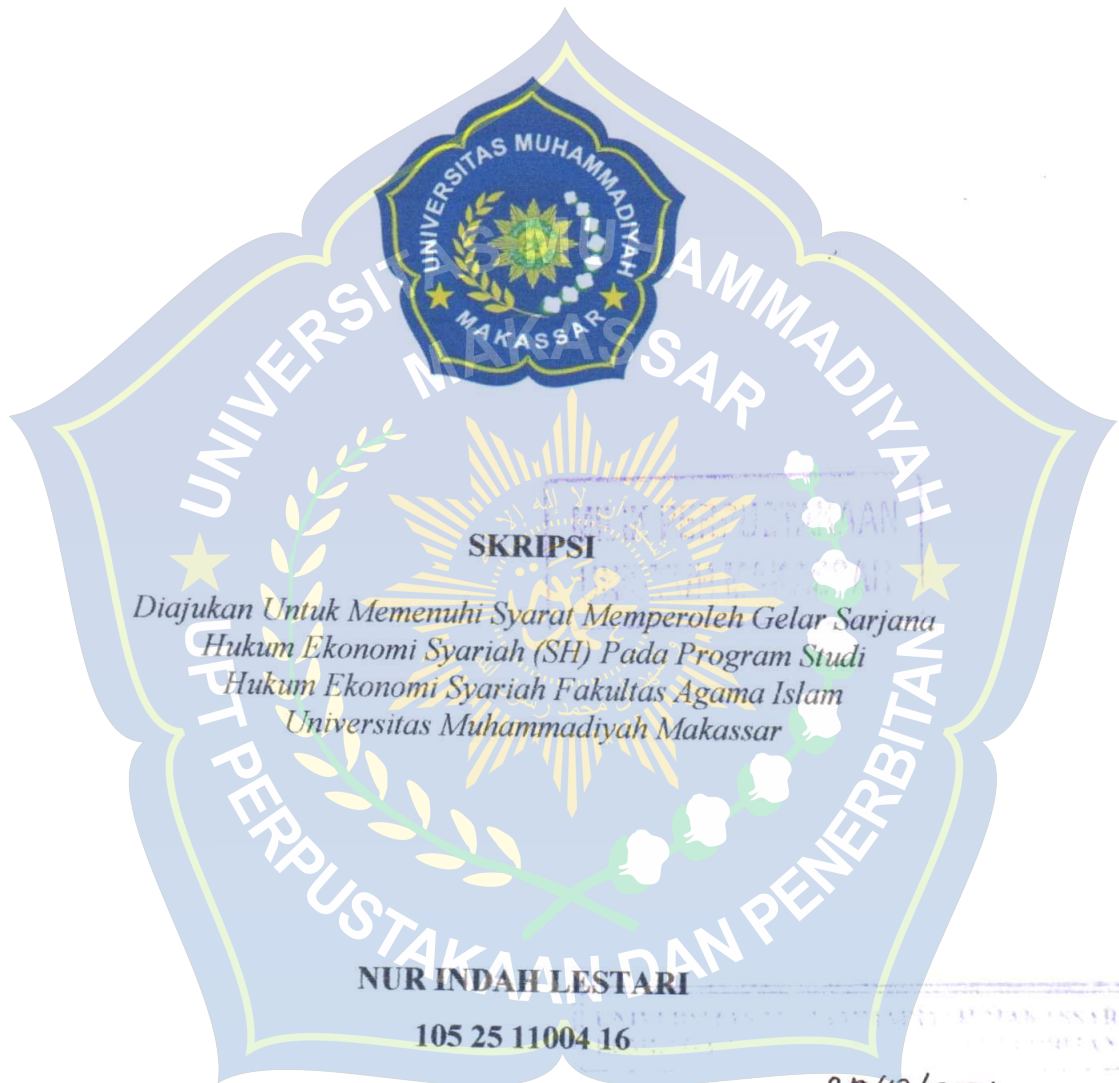 UNIVERSITAS MUHAMMADIYAH
MAKASSAR
UNIVERSITAS MUHAMMADIYAH
MAKASSAR
MILIK PERPUSTAKAAN
SKRIPSI
Diajukan Untuk Memenuhi Syarat Memperoleh Gelar Sarjana
Hukum Ekonomi Syariah (SH) Pada Program Studi
Hukum Ekonomi Syariah Fakultas Agama Islam
Universitas Muhammadiyah Makassar
UPT PERPUSTAKAAN DAN PENERBITAN
NUR INDAH LESTARI
105 25 11004 16